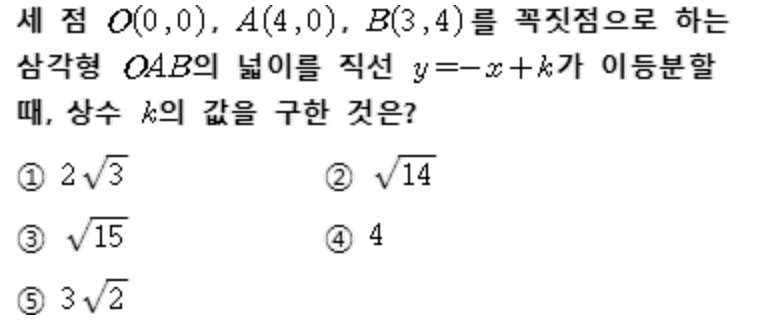 세 점 O(0,0), A(4,0), B(3,4)를 꼭짓점으로 하는
삼각형 OAB의 넓이를 직선 y=-x+k가 이등분할
때, 상수 k의 값을 구한 것은?
① 2√3 ② √14
③ √15 ④ 4
⑤ 3√2